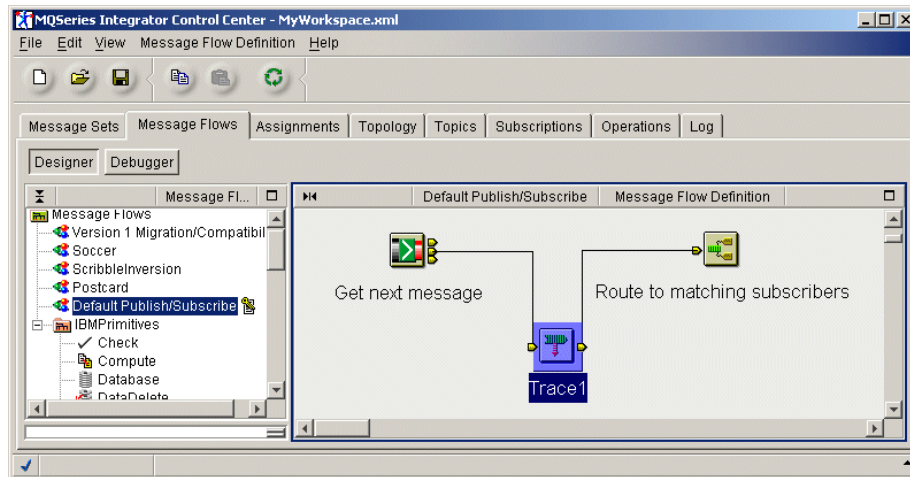 MQSeries Integrator Control Center - MyWorkspace.xml
File Edit View Message Flow Definition Help
Message Sets Message Flows Assignments Topology Topics Subscriptions Operations Log
Designer Debugger
Message Fl...
Message Flows
Version 1 Migration/Compatibil
Soccer
ScribbleInversion
Postcard
Default Publish/Subscribe
IBMPrimitives
Check
Compute
Database
DataDelete
Default Publish/Subscribe Message Flow Definition
Get next message
Route to matching subscribers
Trace1